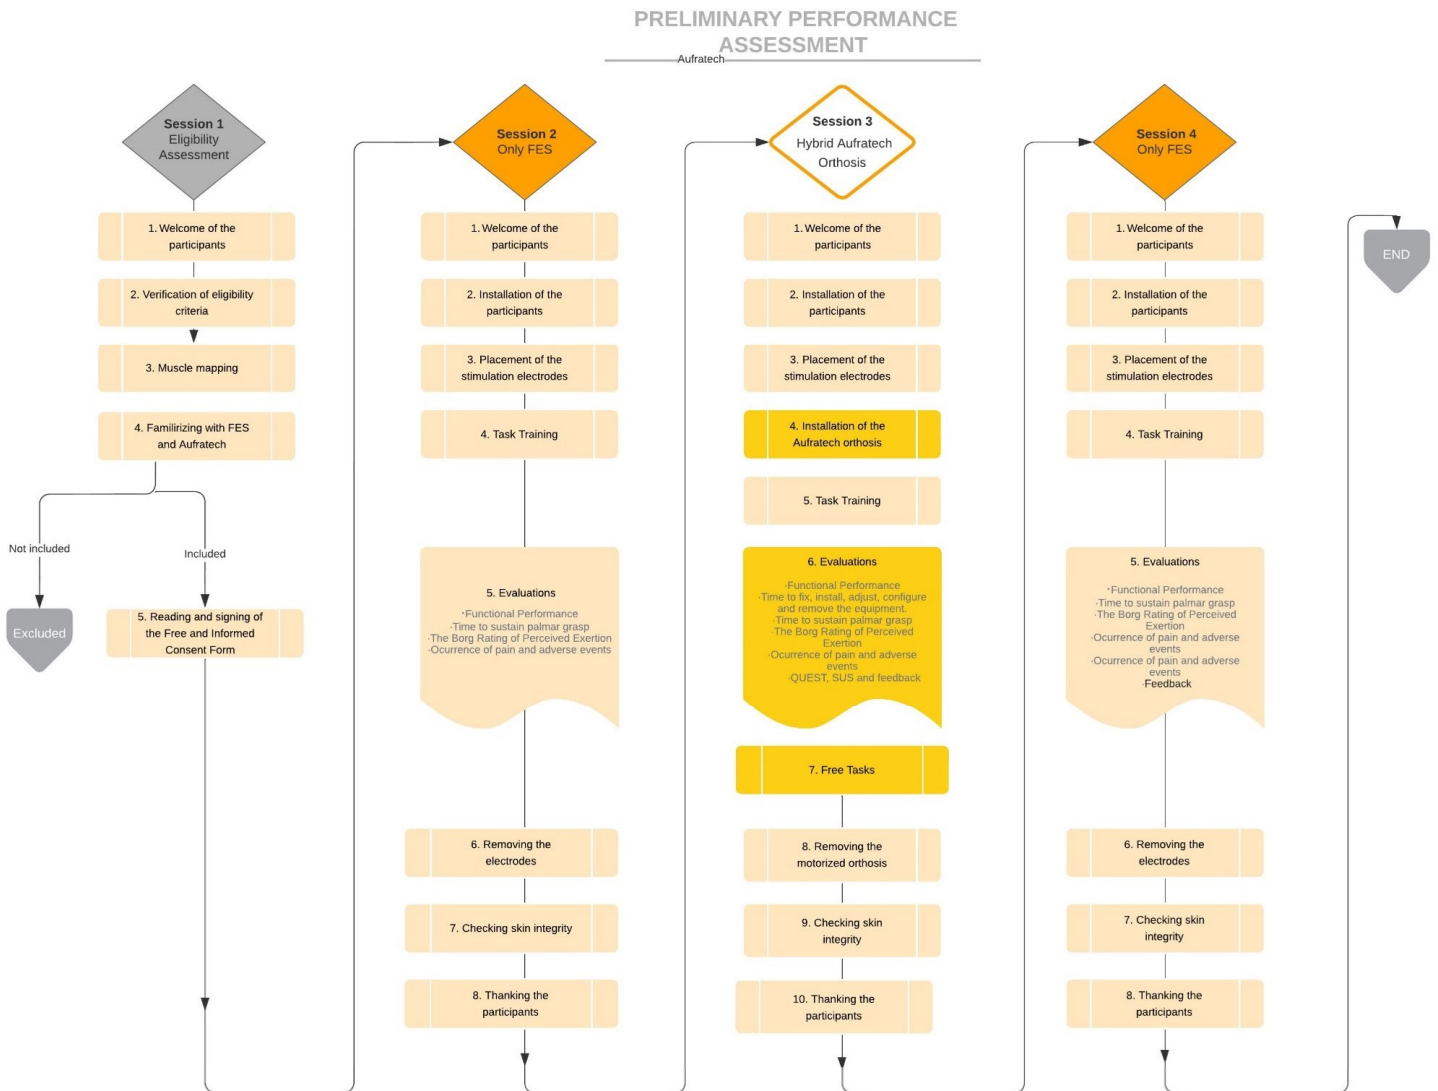 PRELIMINARY PERFORMANCE
ASSESSMENT
Aufratech
Session 1
Eligibility
Assessment
1. Welcome of the
participants
2. Verification of eligibility
criteria
3. Muscle mapping
4. Familirizing with FES
and Aufratech
Not included
Included
Excluded
5. Reading and signing of
the Free and Informed
Consent Form
Session 2
Only FES
1. Welcome of the
participants
2. Installation of the
participants
3. Placement of the
stimulation electrodes
4. Task Training
5. Evaluations
·Functional Performance
·Time to sustain palmar grasp
·The Borg Rating of Perceived Exertion
·Ocurrence of pain and adverse events
6. Removing the
electrodes
7. Checking skin integrity
8. Thanking the
participants
Session 3
Hybrid Aufratech
Orthosis
1. Welcome of the
participants
2. Installation of the
participants
3. Placement of the
stimulation electrodes
4. Installation of the
Aufratech orthosis
5. Task Training
6. Evaluations
·Functional Performance
·Time to fix, install, adjust, configure
and remove the equipment.
·Time to sustain palmar grasp
·The Borg Rating of Perceived
Exertion
·Ocurrence of pain and adverse
events
·QUEST, SUS and feedback
7. Free Tasks
8. Removing the
motorized orthosis
9. Checking skin
integrity
10. Thanking the
participants
Session 4
Only FES
1. Welcome of the
participants
2. Installation of the
participants
3. Placement of the
stimulation electrodes
4. Task Training
5. Evaluations
·Functional Performance
·Time to sustain palmar grasp
·The Borg Rating of Perceived
Exertion
·Ocurrence of pain and adverse
events
·Ocurrence of pain and adverse
events
·Feedback
6. Removing the
electrodes
7. Checking skin
integrity
8. Thanking the
participants
END